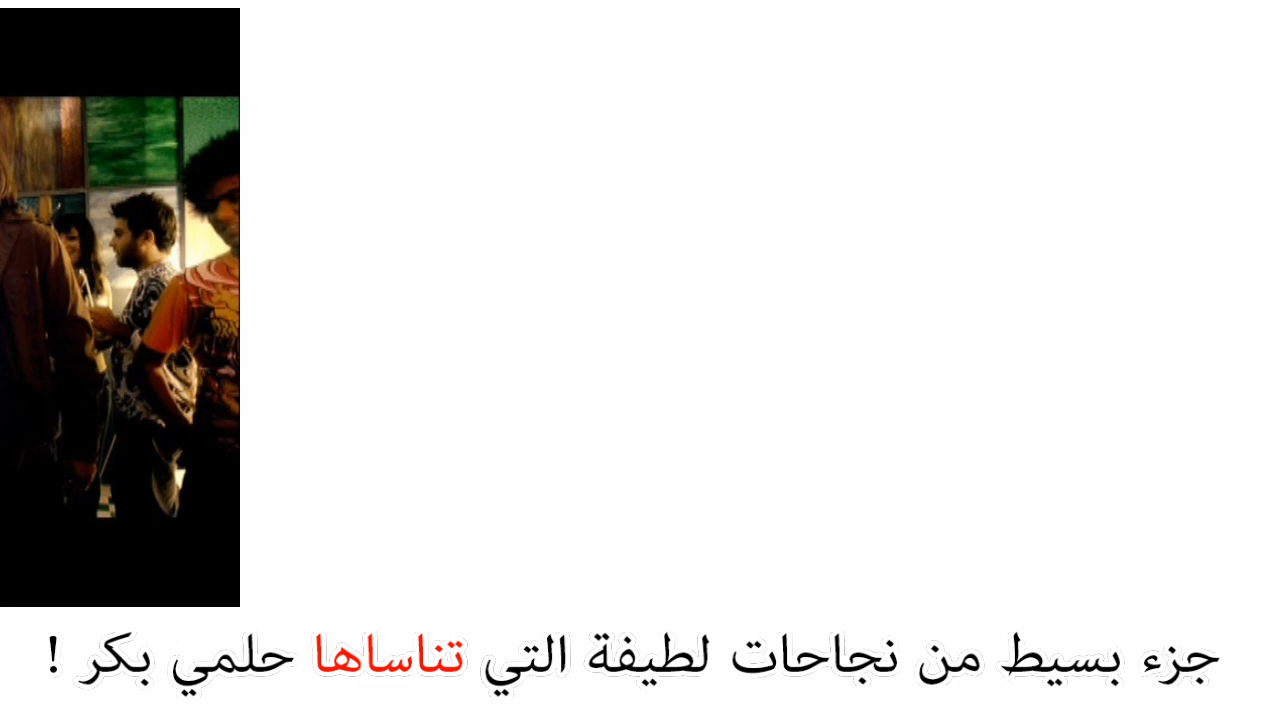 جزء بسيط من نجاحات لطيفة التي تناساها حلمي بكر !